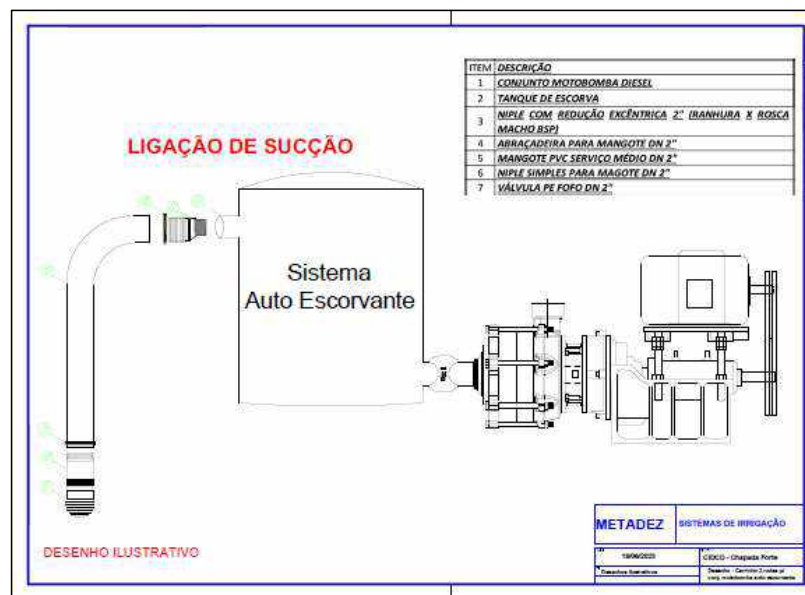 ITEM DESCRIÇÃO
1 CONJUNTO MOTOBOMBA DIESEL
2 TANQUE DE ESCORVA
3 NIPLE COM REDUÇÃO EXCÊNTRICA 2" (RANHURA X ROSCA
MACHO BSP)
4 ABRAÇADEIRA PARA MANGOTE DN 2"
5 MANGOTE PVC SERVIÇO MÉDIO DN 2"
6 NIPLE SIMPLES PARA MAGOTE DN 2"
7 VÁLVULA PE FOFO DN 2"
LIGAÇÃO DE SUCÇÃO
Sistema
Auto Escorvante
DESENHO ILUSTRATIVO
METADEZ SISTEMAS DE IRRIGAÇÃO
Desenhos ilustrativos